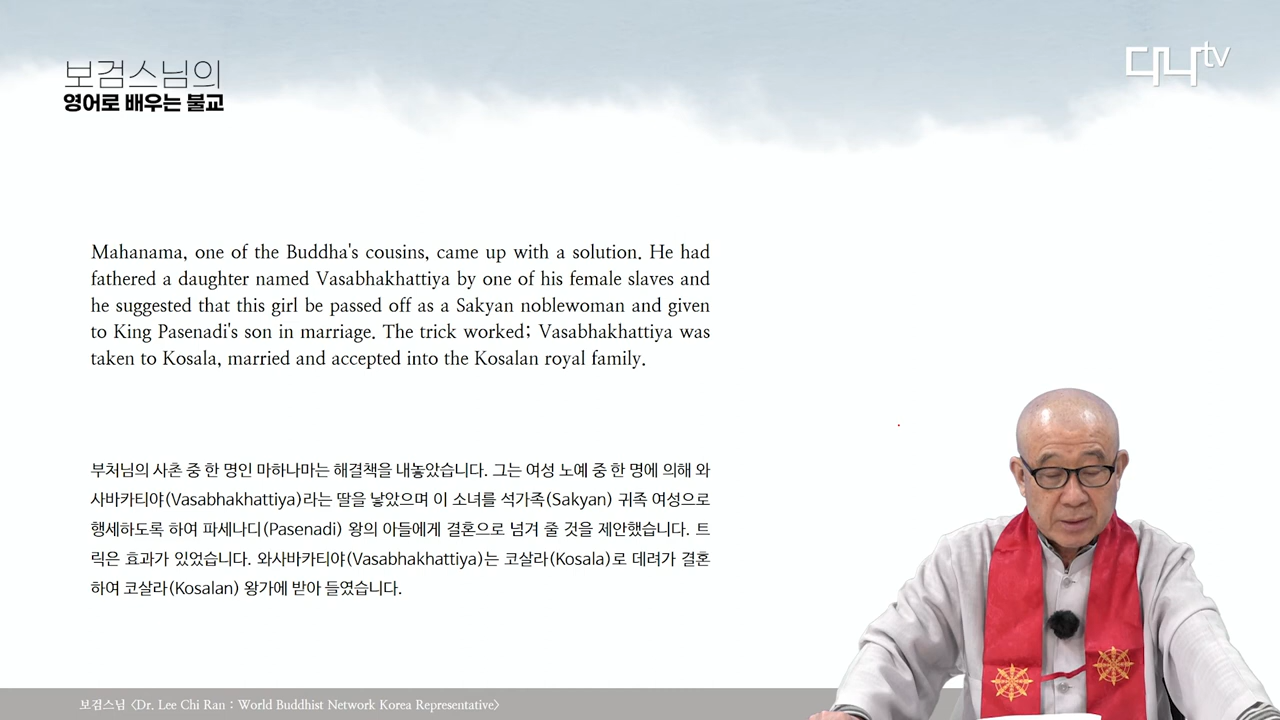 보검스님의
영어로 배우는 불교
디나tv
Mahanama, one of the Buddha's cousins, came up with a solution. He had
fathered a daughter named Vasabhakhattiya by one of his female slaves and
he suggested that this girl be passed off as a Sakyan noblewoman and given
to King Pasenadi's son in marriage. The trick worked; Vasabhakhattiya was
taken to Kosala, married and accepted into the Kosalan royal family.
부처님의 사촌 중 한 명인 마하나마는 해결책을 내놓았습니다. 그는 여성 노예 중 한 명에 의해 와
사바카티야(Vasabhakhattiya)라는 딸을 낳았으며 이 소녀를 석가족(Sakyan) 귀족 여성으로
행세하도록 하여 파세나디(Pasenadi) 왕의 아들에게 결혼으로 넘겨 줄 것을 제안했습니다. 트
릭은 효과가 있었습니다. 와사바카티야(Vasabhakhattiya)는 코살라(Kosala)로 데려가 결혼
하여 코살라(Kosalan) 왕가에 받아 들였습니다.
보검스님 <Dr. Lee Chi Ran : World Buddhist Network Korea Representative>